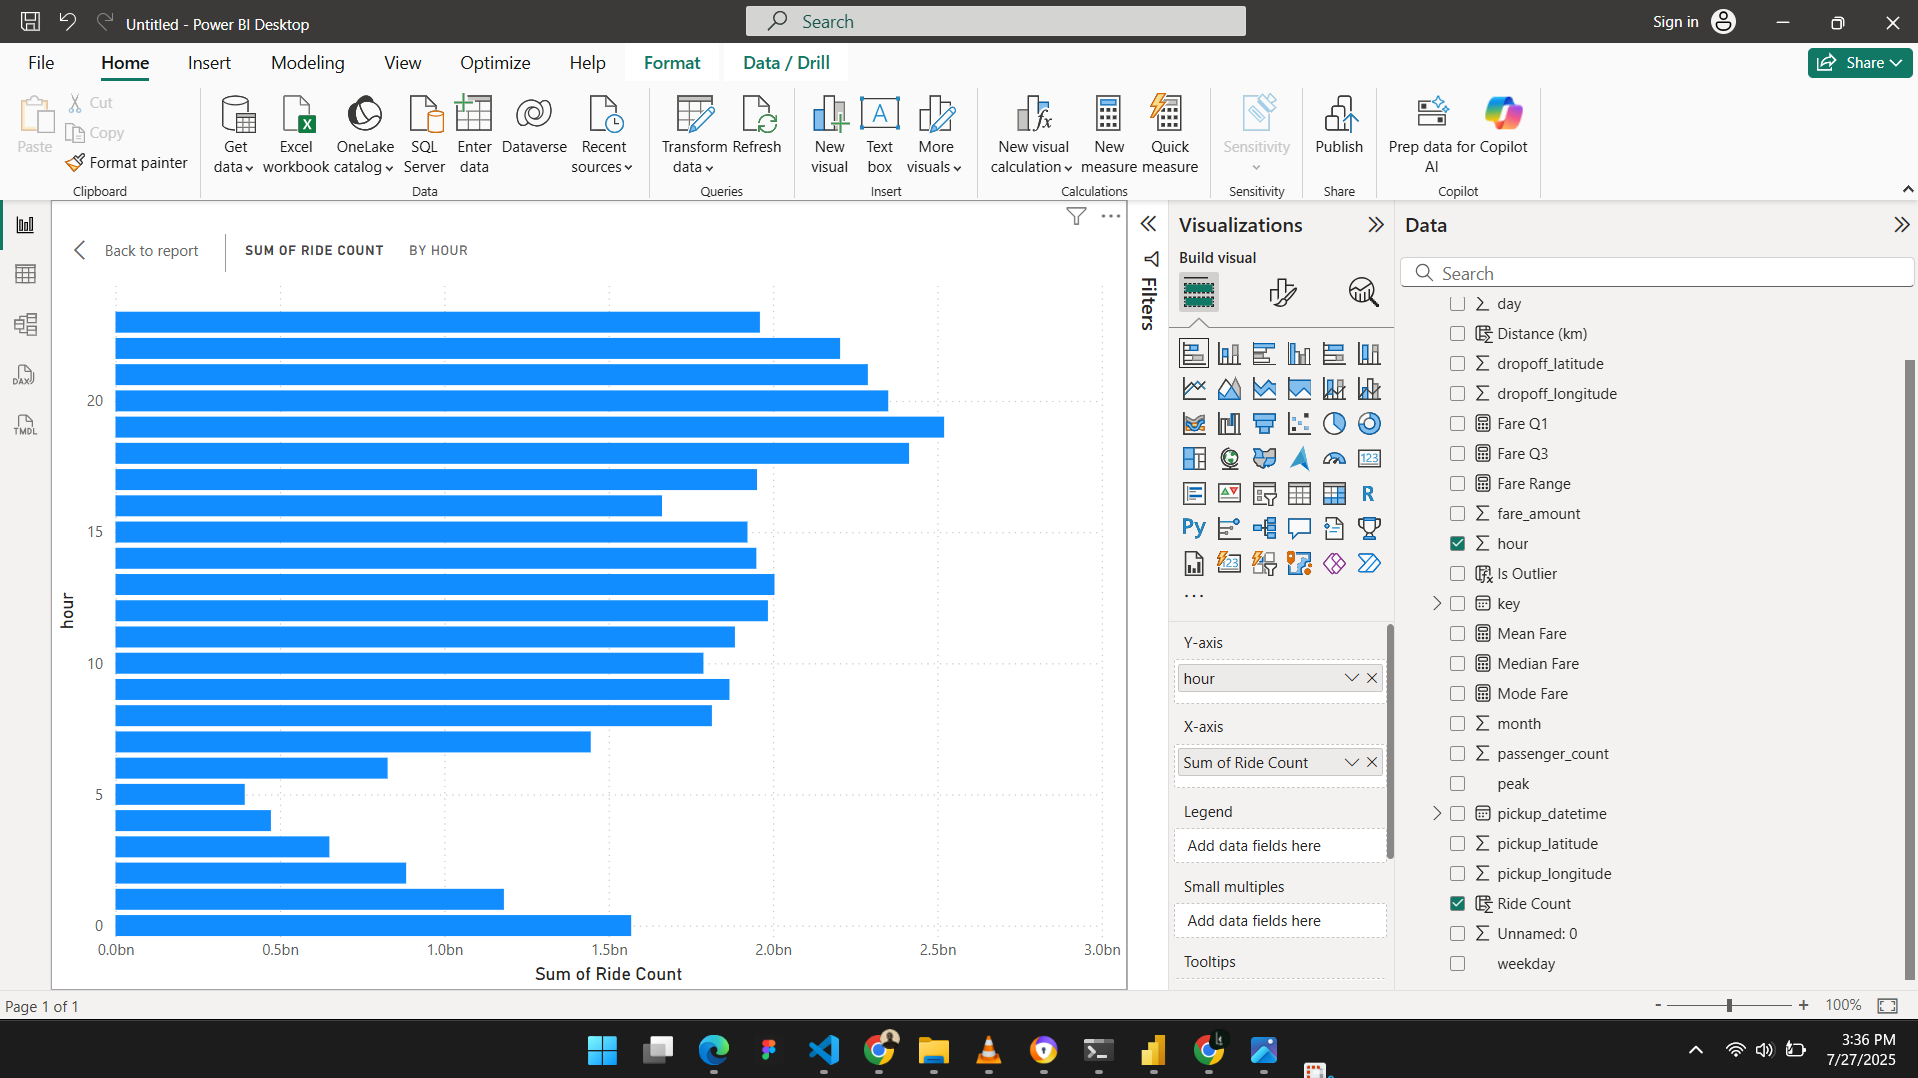 Untitled - Power BI Desktop
Search
Sign in
File
Home
Insert
Modeling
View
Optimize
Help
Format
Data / Drill
Share
Paste
Cut
Copy
Format painter
Clipboard
Get data
Excel workbook
OneLake catalog
SQL Server
Enter data
Dataverse
Recent sources
Data
Transform data
Refresh
Queries
New visual
Text box
More visuals
Insert
New visual calculation
New measure
Quick measure
Calculations
Sensitivity
Sensitivity
Publish
Share
Prep data for AI
Copilot
Copilot
DAX
TMDL
Back to report
SUM OF RIDE COUNT
BY HOUR
hour
20
15
10
5
0
0.0bn
0.5bn
1.0bn
1.5bn
2.0bn
2.5bn
3.0bn
Sum of Ride Count
Filters
Visualizations
Build visual
123
R
Py
123
Y-axis
hour
X-axis
Sum of Ride Count
Legend
Add data fields here
Small multiples
Add data fields here
Tooltips
Data
Search
day
Distance (km)
dropoff_latitude
dropoff_longitude
Fare Q1
Fare Q3
Fare Range
fare_amount
hour
Is Outlier
key
Mean Fare
Median Fare
Mode Fare
month
passenger_count
peak
pickup_datetime
pickup_latitude
pickup_longitude
Ride Count
Unnamed: 0
weekday
Page 1 of 1
- + 100%
3:36 PM
7/27/2025